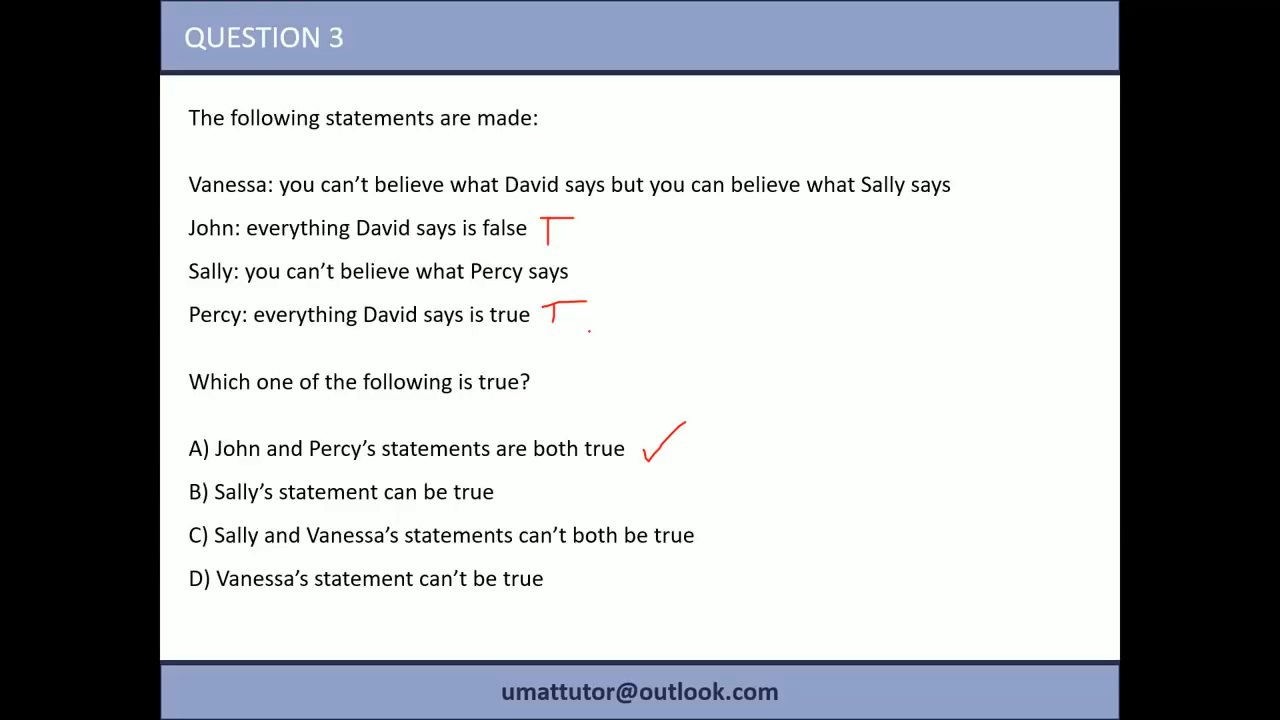 QUESTION 3
The following statements are made:
Vanessa: you can’t believe what David says but you can believe what Sally says
John: everything David says is false T
Sally: you can’t believe what Percy says
Percy: everything David says is true T
Which one of the following is true?
A) John and Percy’s statements are both true ✓
B) Sally’s statement can be true
C) Sally and Vanessa’s statements can’t both be true
D) Vanessa’s statement can’t be true
umattutor@outlook.com